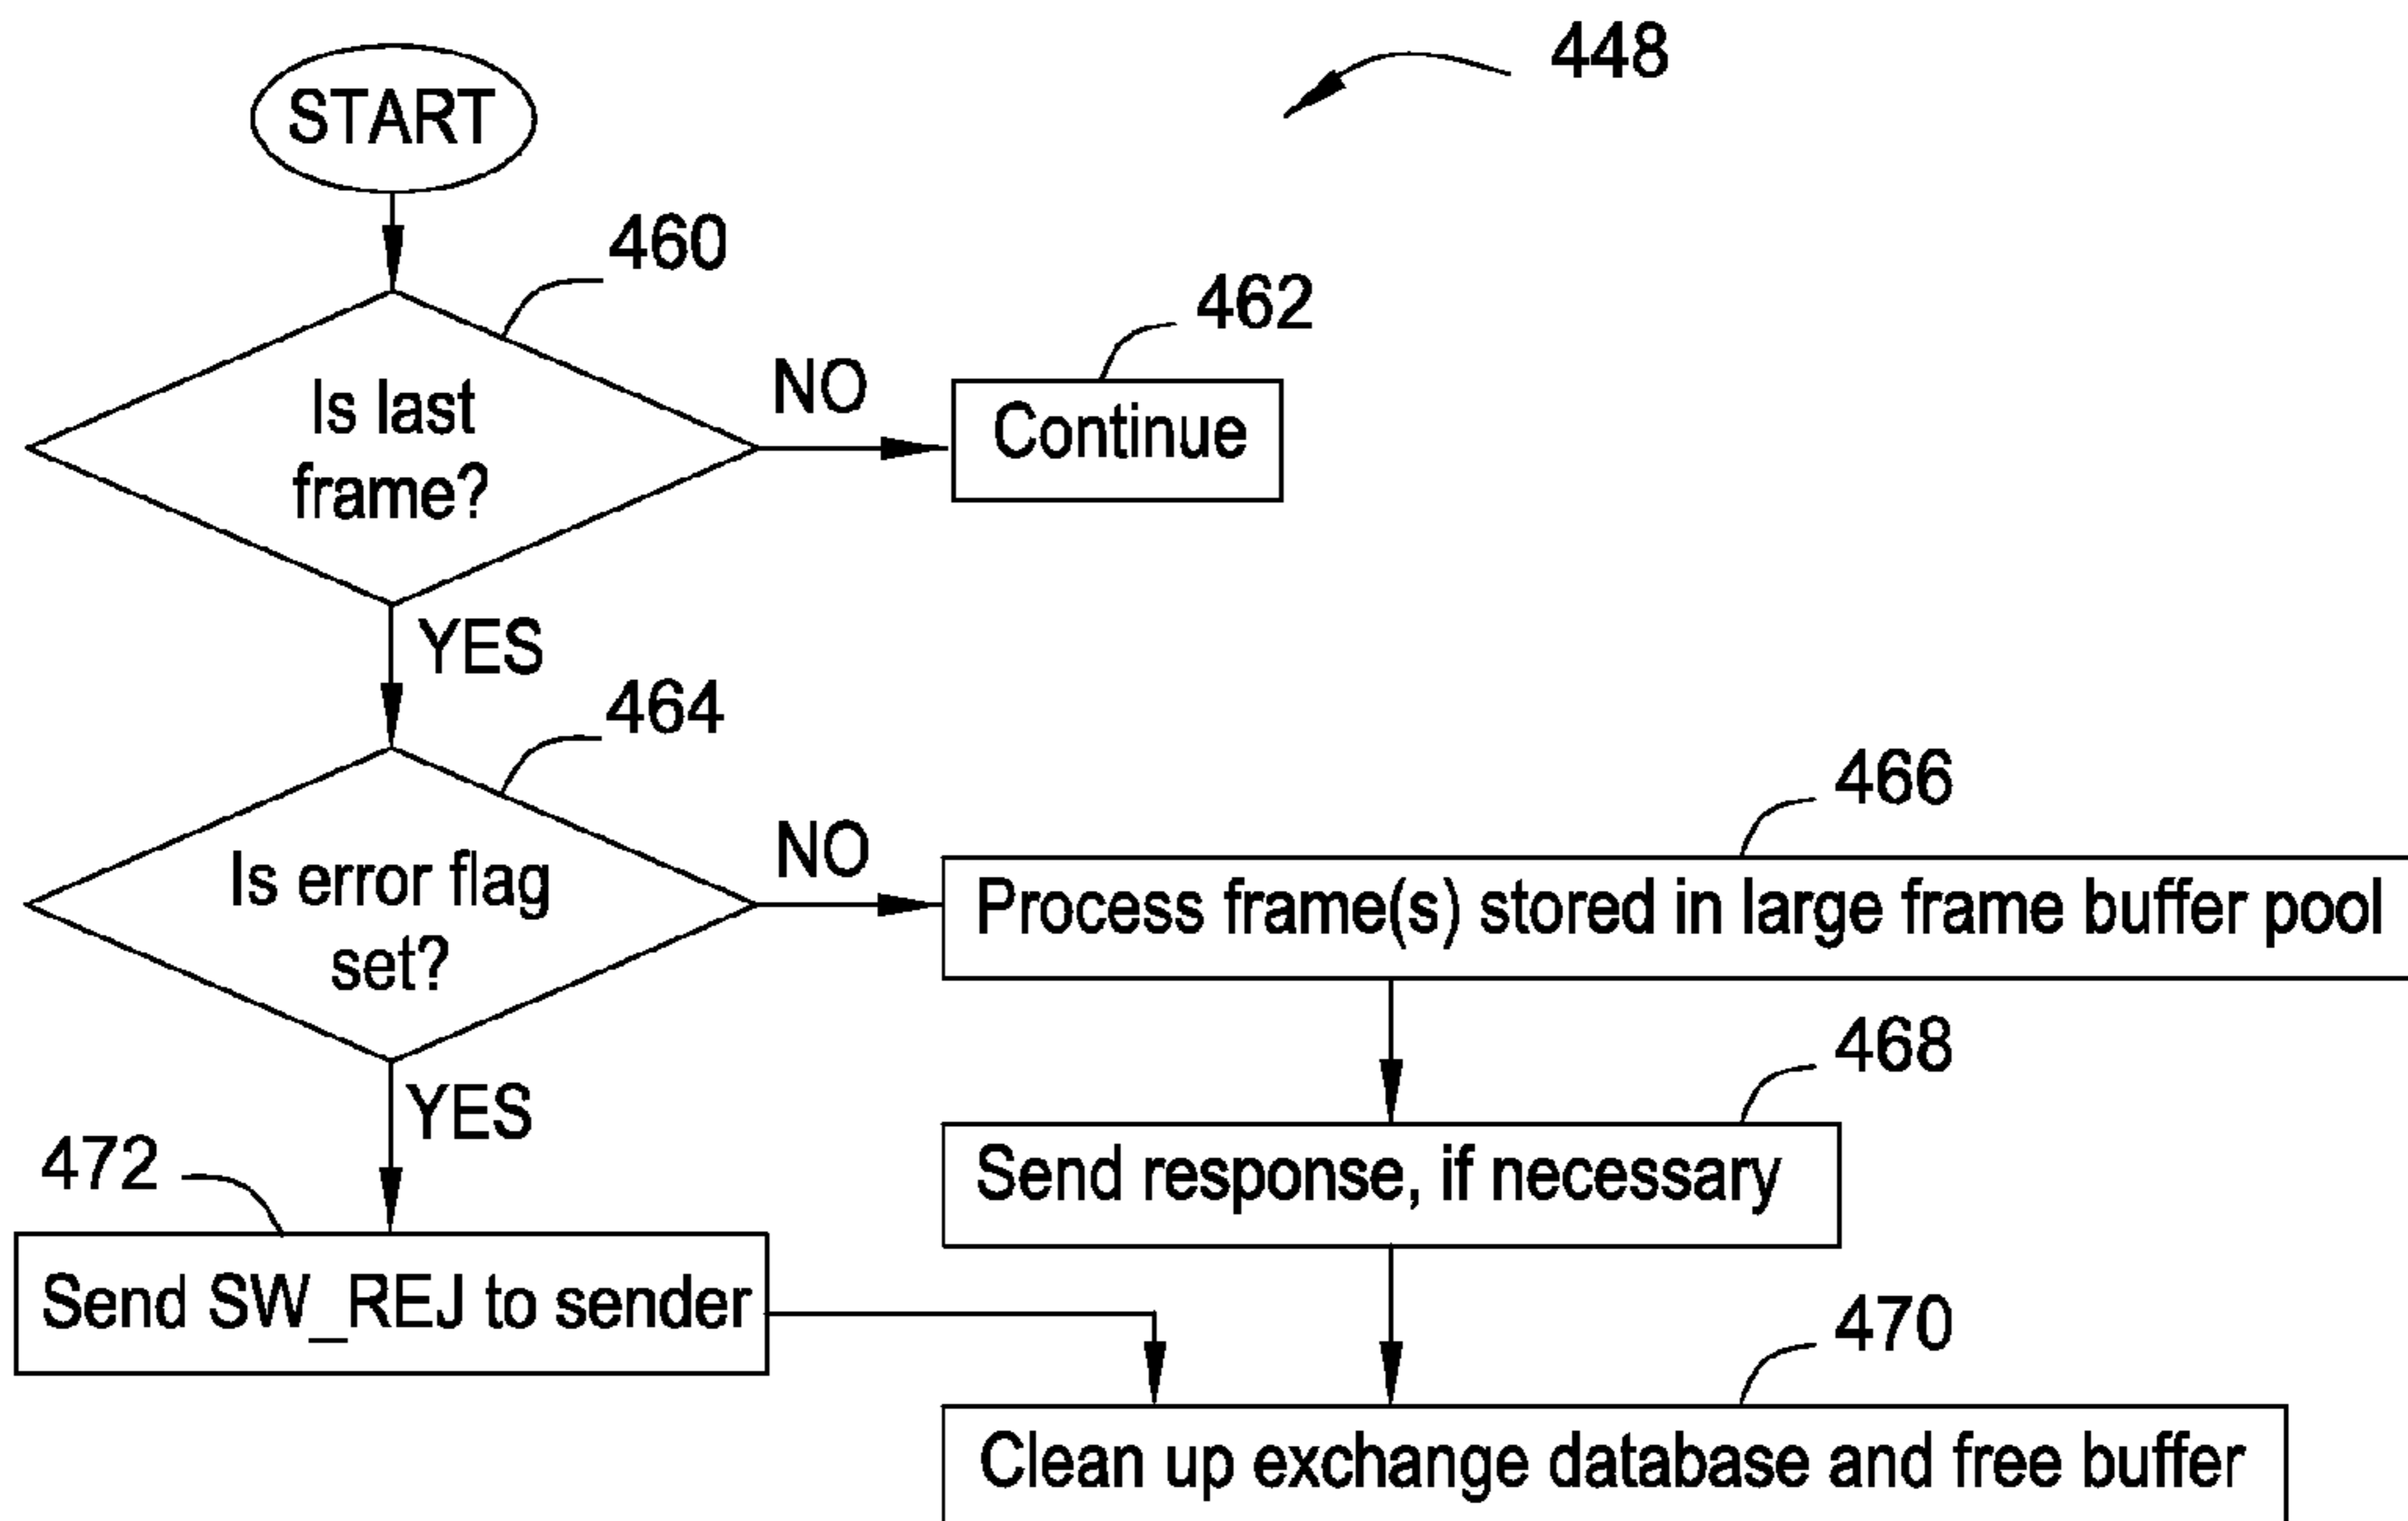 448
START
460
Is last
frame?
NO
462
Continue
YES
464
Is error flag
set?
NO
466
Process frame(s) stored in large frame buffer pool
468
Send response, if necessary
YES
472
Send SW_REJ to sender
470
Clean up exchange database and free buffer